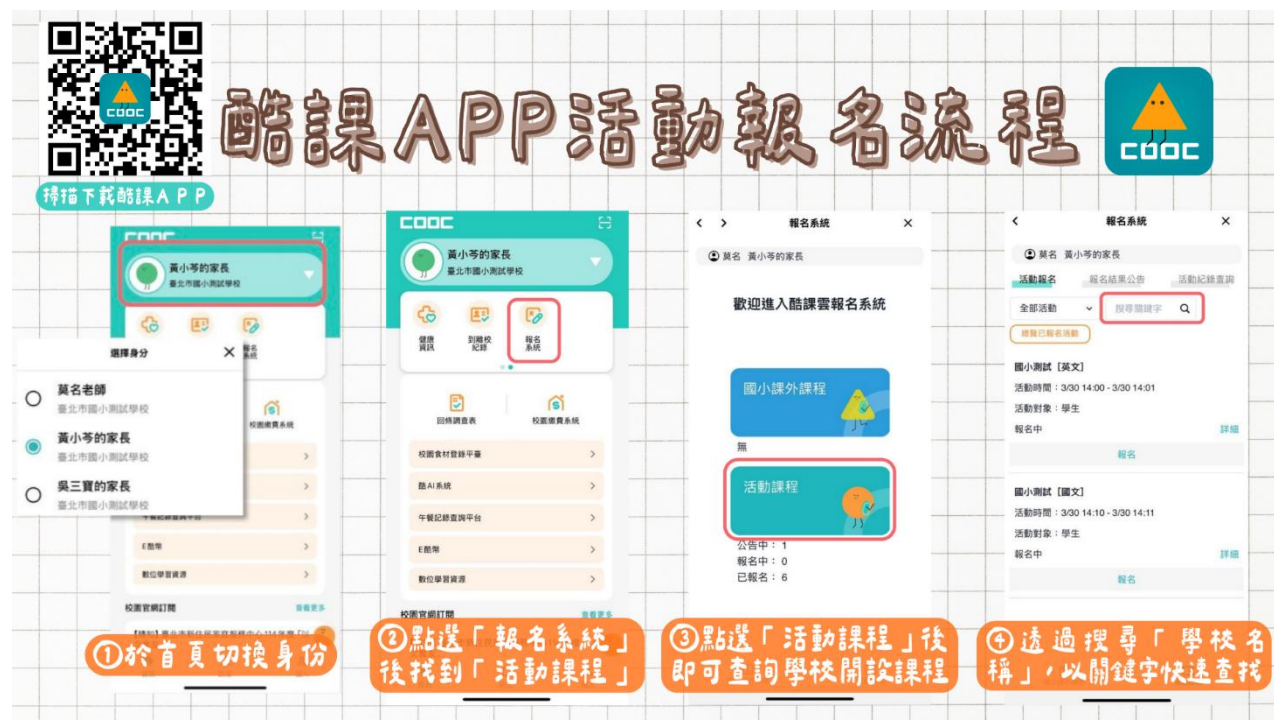 COOC
酷課APP活動報名流程
COOC
掃描下載酷課APP
COOC
黃小苓的家長
臺北市國小測試學校
報名
系統
選擇身分
莫名老師
臺北市國小測試學校
黃小苓的家長
臺北市國小測試學校
吳三寶的家長
臺北市國小測試學校
校園繳費系統
午餐記錄查詢平台
E酷幣
數位學習資源
校園官網訂閱
查看更多
①於首頁切換身份
COOC
黃小苓的家長
臺北市國小測試學校
健康
資訊
到離校
紀錄
報名
系統
回條調查表
校園繳費系統
校園食材登錄平臺
酷AI系統
午餐記錄查詢平台
E酷幣
數位學習資源
校園官網訂閱
查看更多
②點選「報名系統」
後找到「活動課程」
報名系統
莫名 黃小苓的家長
歡迎進入酷課雲報名系統
國小課外課程
無
活動課程
公告中：1
報名中：0
已報名：6
③點選「活動課程」後
即可查詢學校開設課程
報名系統
莫名 黃小苓的家長
活動報名 報名結果公告 活動紀錄查詢
全部活動 搜尋關鍵字
總覽已報名活動
國小測試［英文］
活動時間：3/30 14:00 - 3/30 14:01
活動對象：學生
報名中 詳細
報名
國小測試［國文］
活動時間：3/30 14:10 - 3/30 14:11
活動對象：學生
報名中 詳細
報名
④透過搜尋「學校名
稱」，以關鍵字快速查找